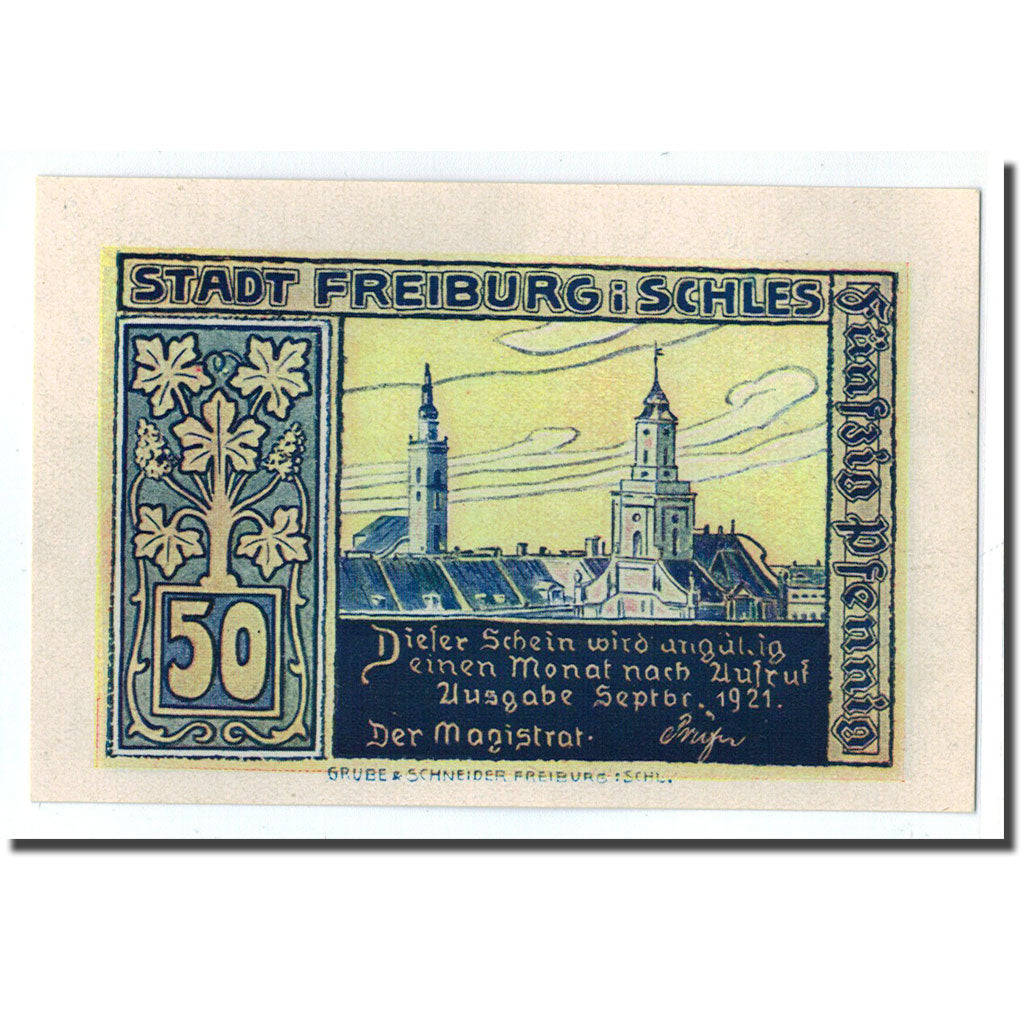 STADT FREIBURG i SCHLES
Fünfzig Pfennig
50
Dieser Schein wird ungültig
einen Monat nach Aufruf
Ausgabe Septbr. 1921.
Der Magistrat.
GRUBE & SCHNEIDER FREIBURG i SCHL.